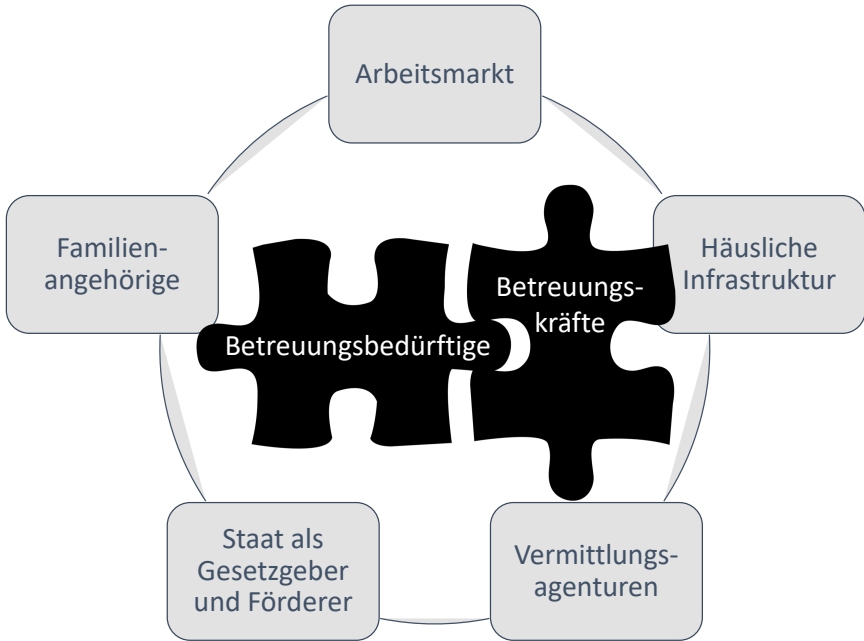 Arbeitsmarkt
Familien-
angehörige
Häusliche
Infrastruktur
Betreuungs-
kräfte
Betreuungsbedürftige
Staat als
Gesetzgeber
und Förderer
Vermittlungs-
agenturen